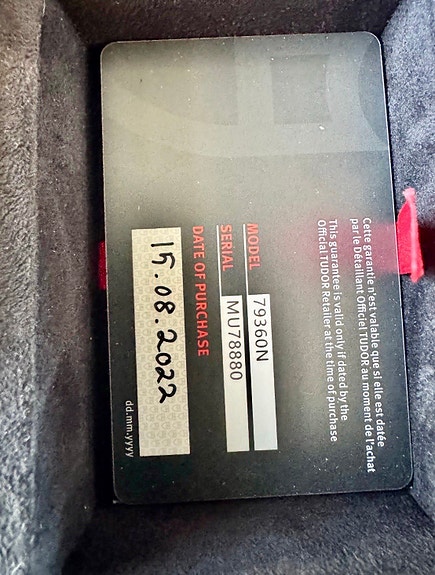 Cette garantie n'est valable que si elle est datée
par le Détaillant Officiel TUDOR au moment de l'achat
This guarantee is valid only if dated by the
Official TUDOR Retailer at the time of purchase
MODEL 79360N
SERIAL MU78880
DATE OF PURCHASE
15.08.2022
dd.mm.yyyy